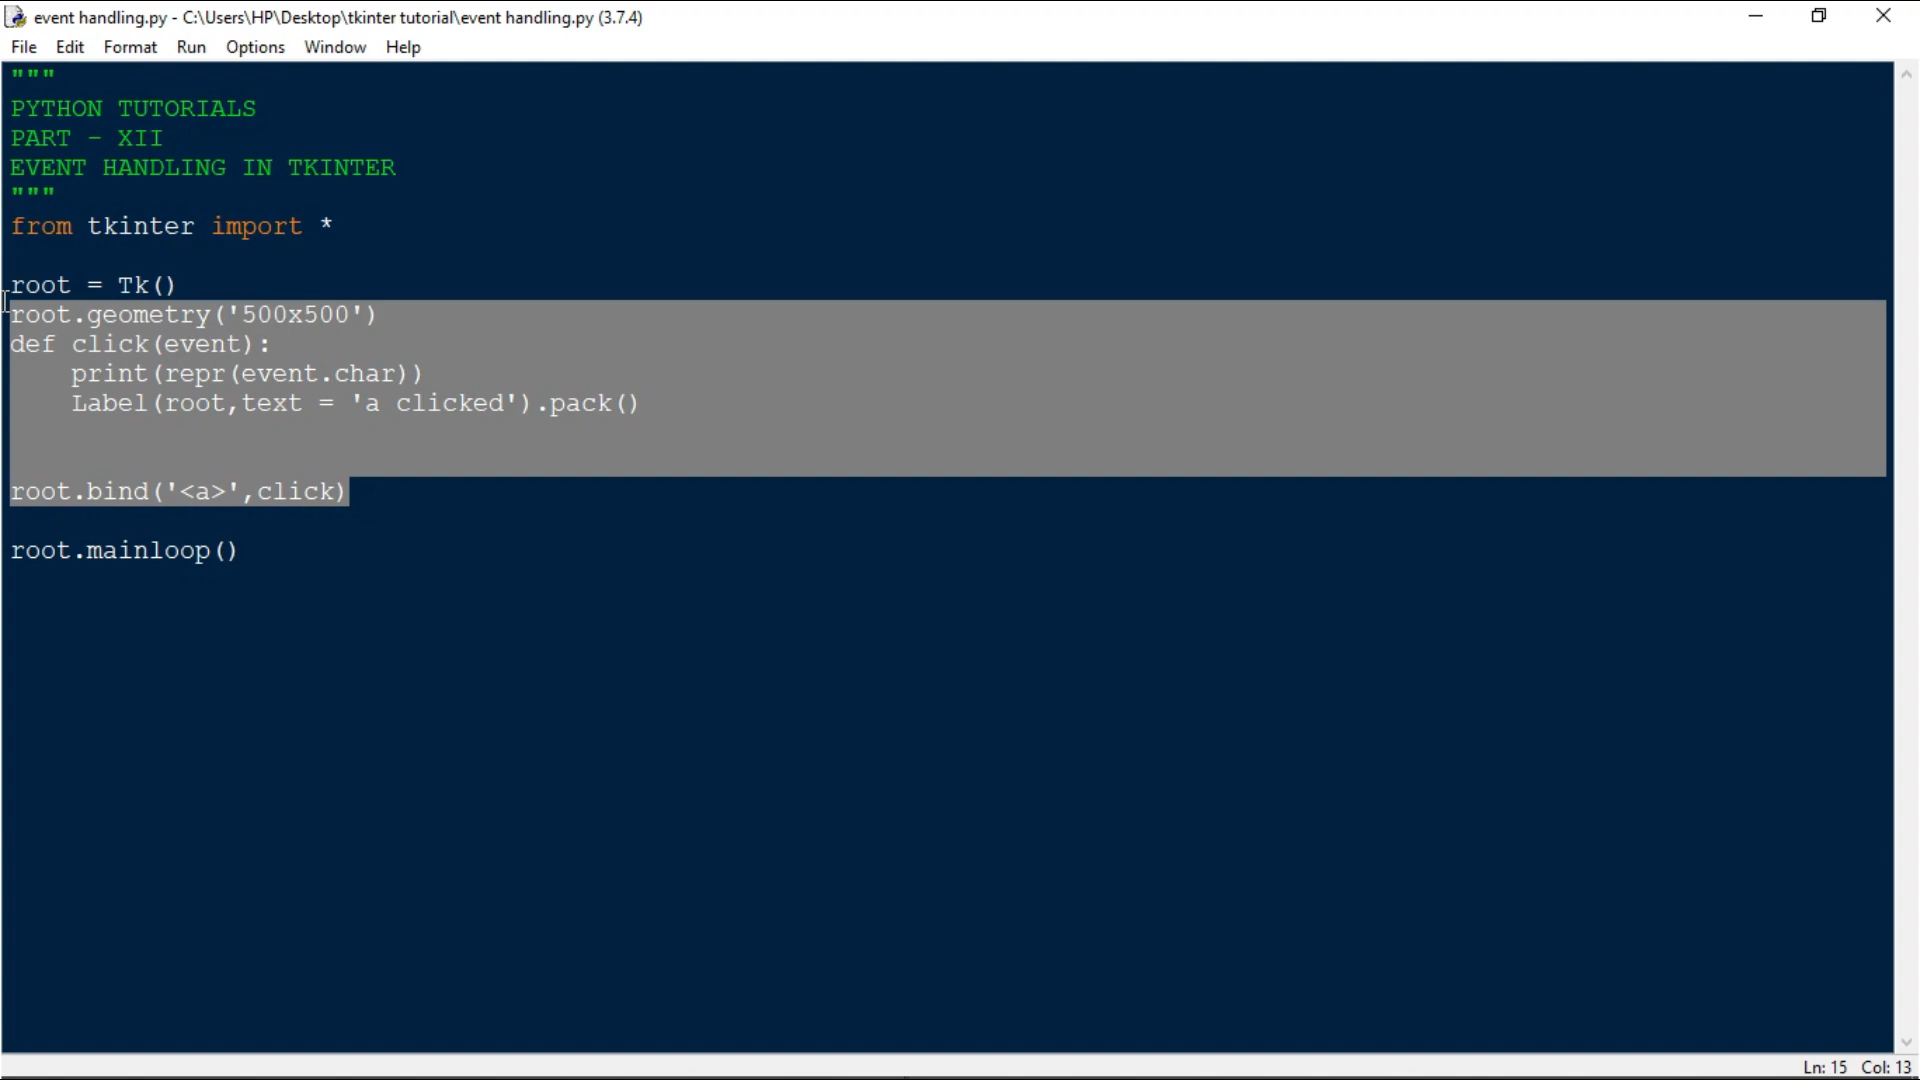 event handling.py - C:\Users\HP\Desktop\tkinter tutorial\event handling.py (3.7.4)
File Edit Format Run Options Window Help
"""
PYTHON TUTORIALS
PART - XII
EVENT HANDLING IN TKINTER
"""
from tkinter import *
root = Tk()
root.geometry('500x500')
def click(event):
    print(repr(event.char))
    Label(root,text = 'a clicked').pack()
root.bind('<a>',click)
root.mainloop()
Ln: 15 Col: 13